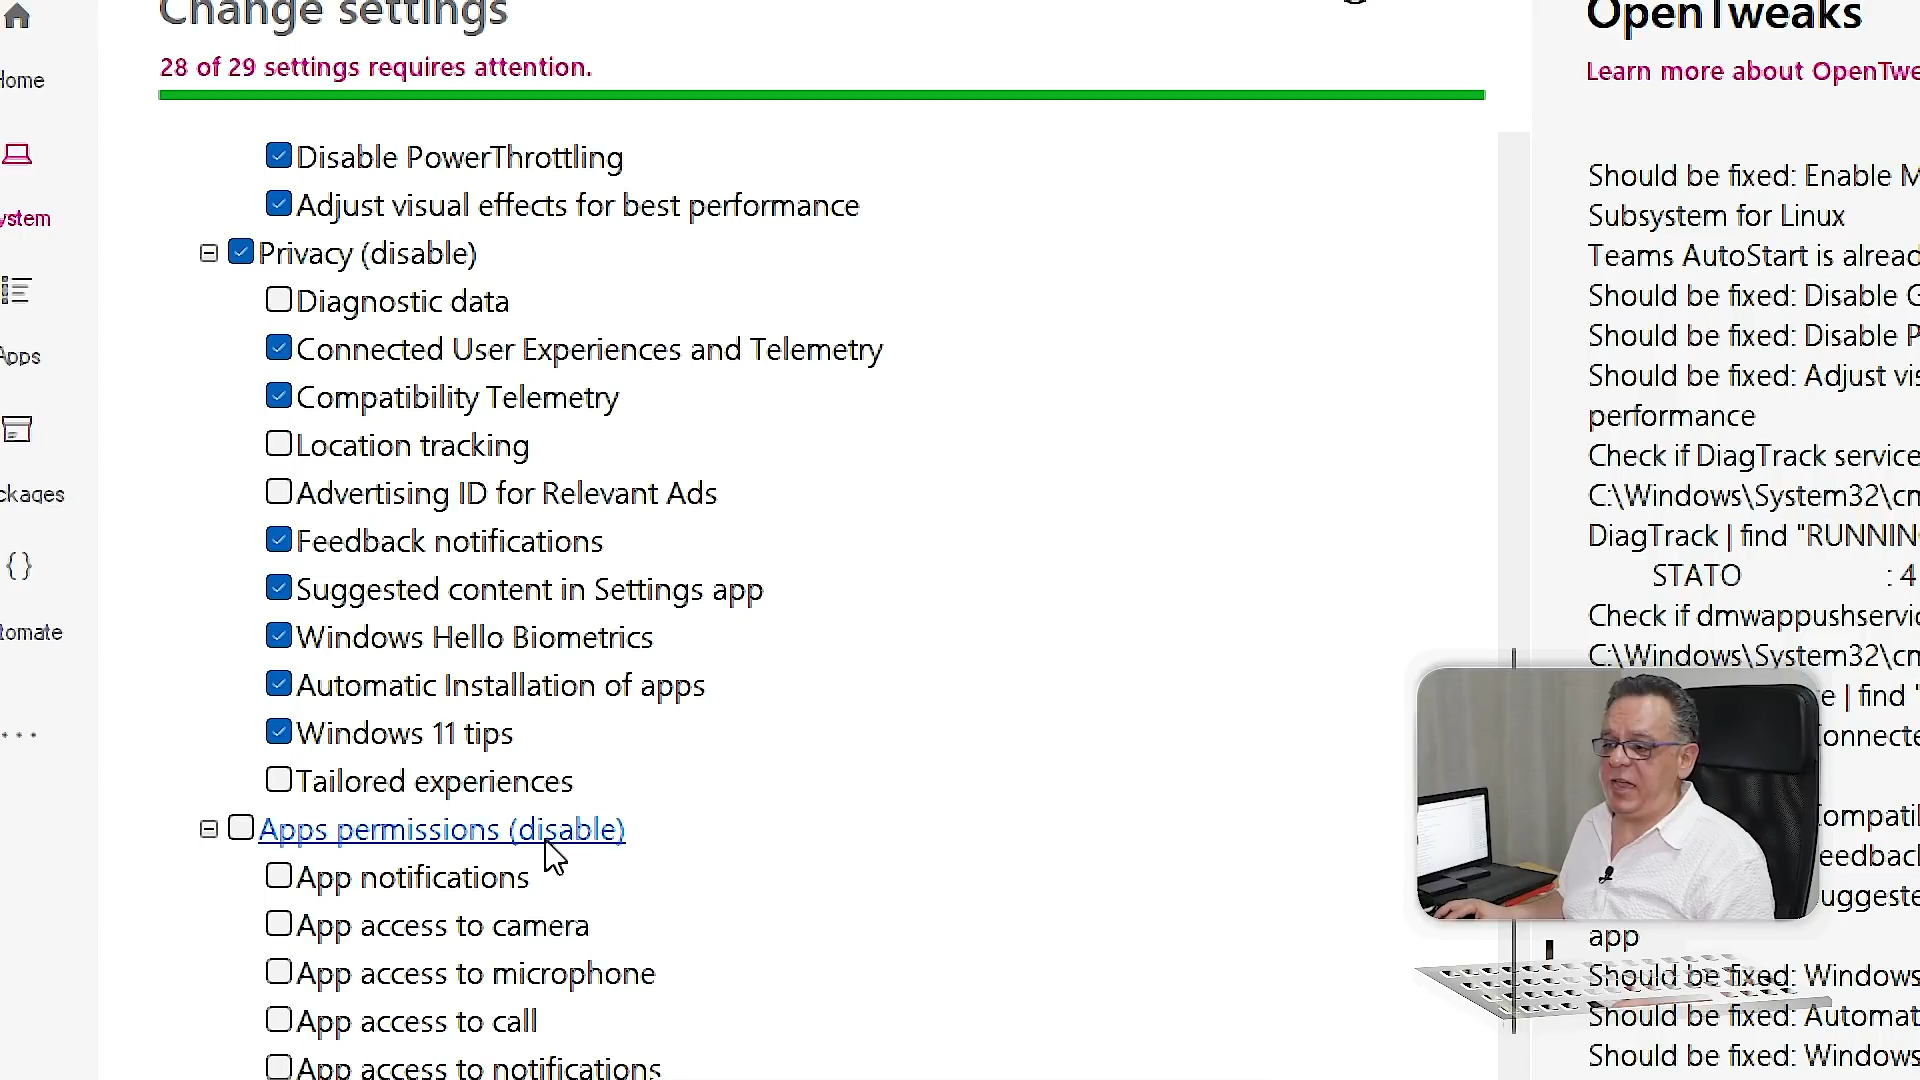 Change settings
28 of 29 settings requires attention.
Home
System
Apps
Packages
Automate
Disable PowerThrottling
Adjust visual effects for best performance
Privacy (disable)
Diagnostic data
Connected User Experiences and Telemetry
Compatibility Telemetry
Location tracking
Advertising ID for Relevant Ads
Feedback notifications
Suggested content in Settings app
Windows Hello Biometrics
Automatic Installation of apps
Windows 11 tips
Tailored experiences
Apps permissions (disable)
App notifications
App access to camera
App access to microphone
App access to call
App access to notifications
OpenTweaks
Learn more about OpenTwe
Should be fixed: Enable M
Subsystem for Linux
Teams AutoStart is alread
Should be fixed: Disable G
Should be fixed: Disable P
Should be fixed: Adjust vis
performance
Check if DiagTrack service
C:\Windows\System32\cm
DiagTrack | find "RUNNIN
STATO : 4
Check if dmwappushservic
C:\Windows\System32\cm
e | find "
onnecte
ompatil
eedback
uggeste
app
Should be fixed: Windows
Should be fixed: Automat
Should be fixed: Windows